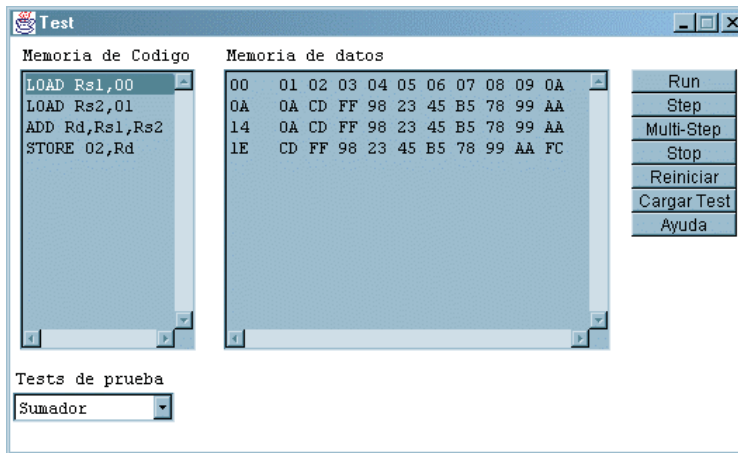 Test
Memoria de Codigo
Memoria de datos
LOAD Rs1,00
LOAD Rs2,01
ADD Rd,Rs1,Rs2
STORE 02,Rd
00 01 02 03 04 05 06 07 08 09 0A
0A 0A CD FF 98 23 45 B5 78 99 AA
14 0A CD FF 98 23 45 B5 78 99 AA
1E CD FF 98 23 45 B5 78 99 AA FC
Run
Step
Multi-Step
Stop
Reiniciar
Cargar Test
Ayuda
Tests de prueba
Sumador